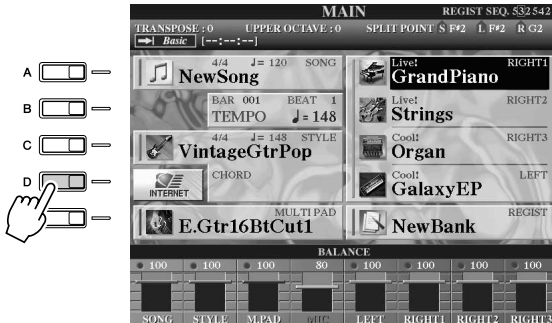 MAIN
REGIST SEQ. 532542
TRANSPOSE : 0 UPPER OCTAVE : 0 SPLIT POINT S F#2 L F#2 R G2
Basic [--:--:--]
A
B
C
D
4/4 ♩= 120 SONG
NewSong
BAR 001 BEAT 1
TEMPO ♩= 148
4/4 ♩= 148 STYLE
VintageGtrPop
INTERNET
CHORD
MULTI PAD
E.Gtr16BtCut1
Live! RIGHT1
GrandPiano
Live! RIGHT2
Strings
Cool! RIGHT3
Organ
Cool! LEFT
GalaxyEP
REGIST
NewBank
BALANCE
100 100 100 80 100 100 100 100
SONG STYLE M.PAD MIC LEFT RIGHT1 RIGHT2 RIGHT3